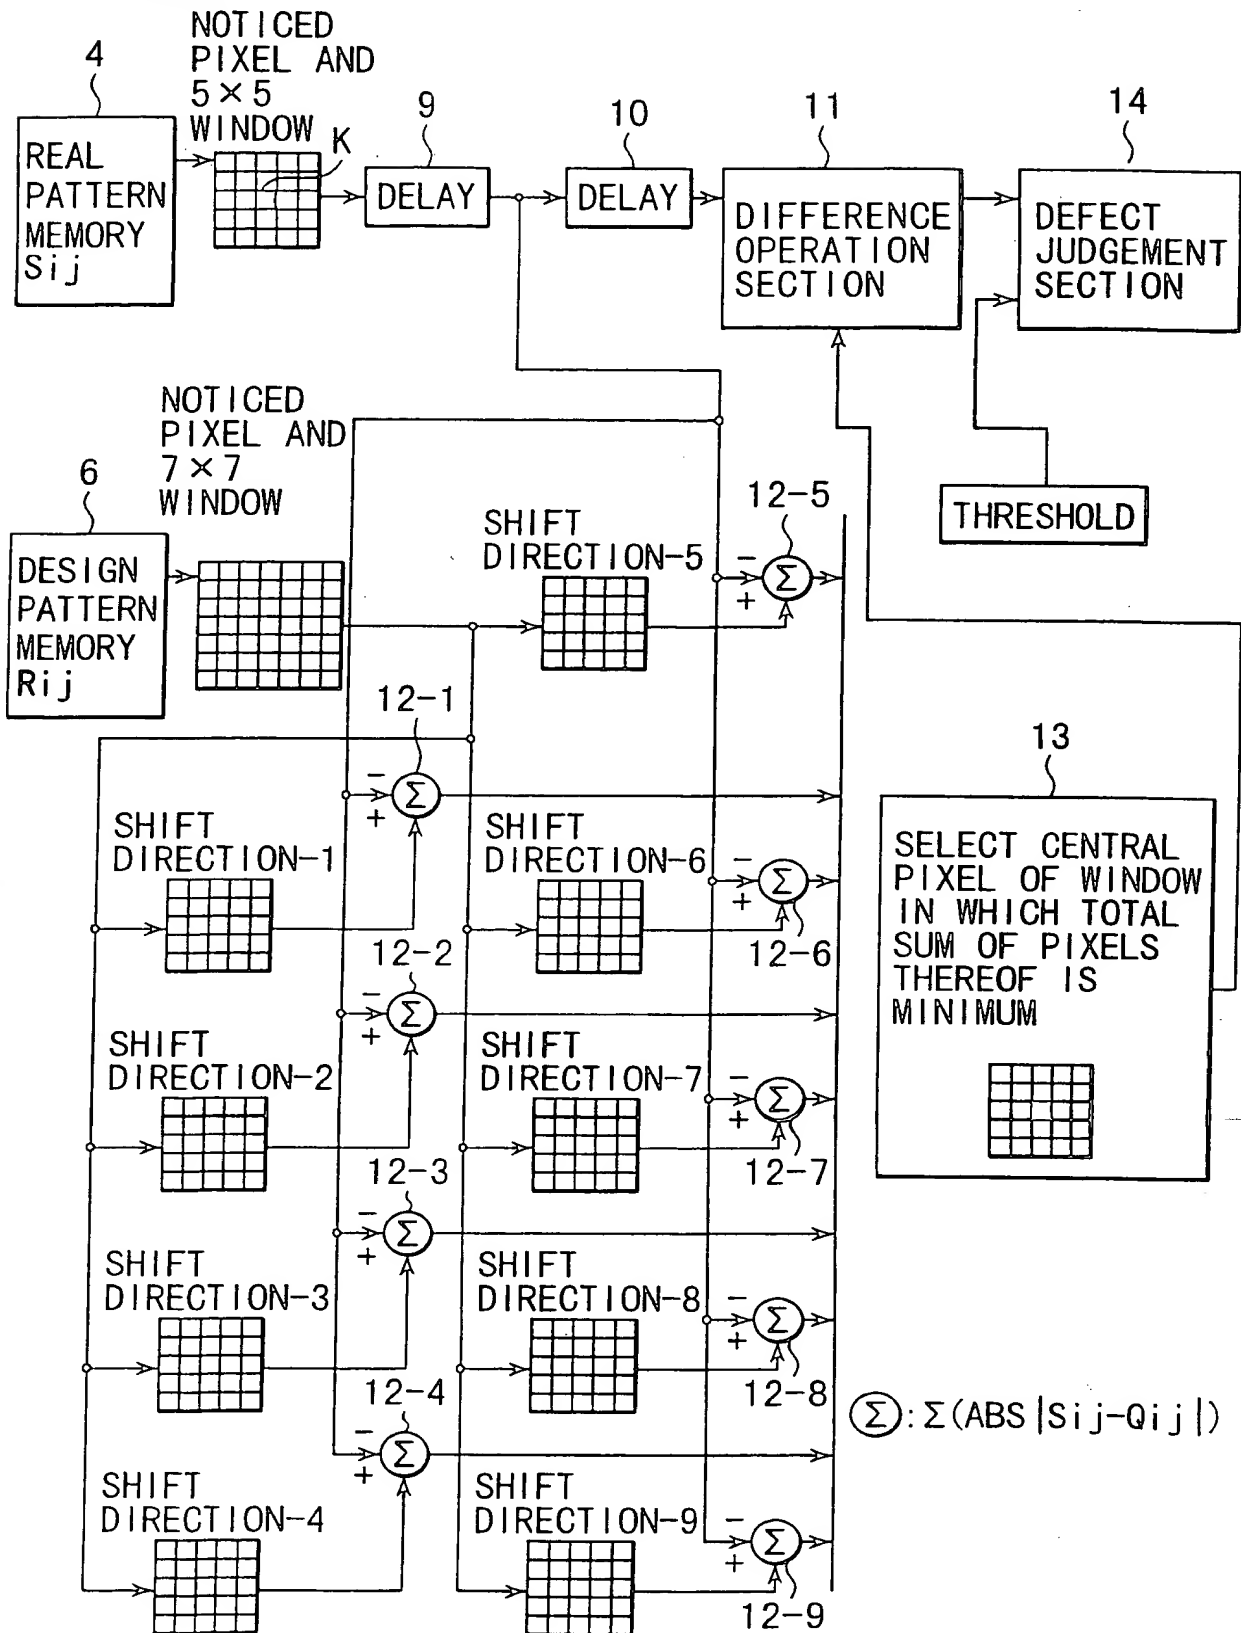 NOTICED
PIXEL AND
5×5
WINDOW
4
K
9
10
11
14
REAL
PATTERN
MEMORY
Sij
DELAY
DELAY
DIFFERENCE
OPERATION
SECTION
DEFECT
JUDGEMENT
SECTION
NOTICED
PIXEL AND
7×7
WINDOW
6
THRESHOLD
DESIGN
PATTERN
MEMORY
Rij
SHIFT
DIRECTION-5
12-5
-
+
Σ
12-1
-
+
Σ
SHIFT
DIRECTION-1
SHIFT
DIRECTION-6
-
+
Σ
12-6
13
SELECT CENTRAL
PIXEL OF WINDOW
IN WHICH TOTAL
SUM OF PIXELS
THEREOF IS
MINIMUM
12-2
-
+
Σ
SHIFT
DIRECTION-2
SHIFT
DIRECTION-7
-
+
Σ
12-7
12-3
-
+
Σ
SHIFT
DIRECTION-3
SHIFT
DIRECTION-8
-
+
Σ
12-8
12-4
-
+
Σ
SHIFT
DIRECTION-4
SHIFT
DIRECTION-9
-
+
Σ
12-9
Σ:Σ(ABS|Sij-Qij|)